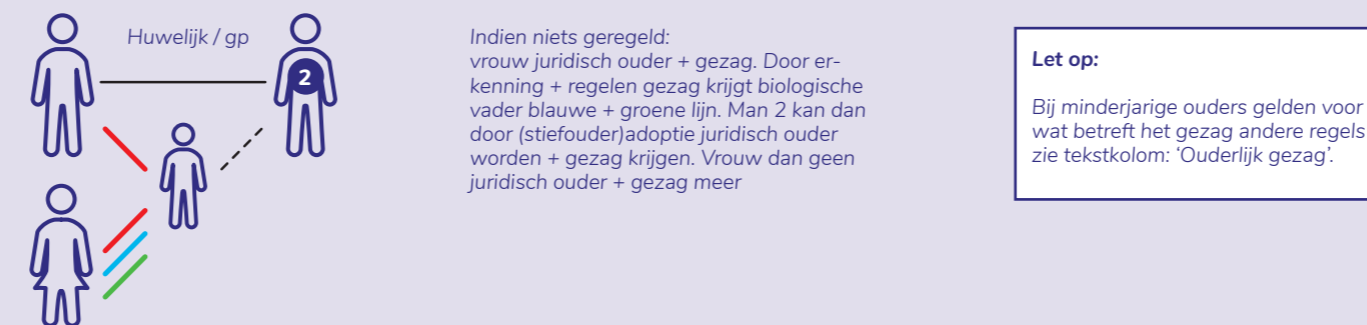 Huwelijk / gp
2
Indien niets geregeld:
vrouw juridisch ouder + gezag. Door er-
kenning + regelen gezag krijgt biologische
vader blauwe + groene lijn. Man 2 kan dan
door (stiefouder)adoptie juridisch ouder
worden + gezag krijgen. Vrouw dan geen
juridisch ouder + gezag meer
Let op:
Bij minderjarige ouders gelden voor
wat betreft het gezag andere regels
zie tekstkolom: ‘Ouderlijk gezag’.